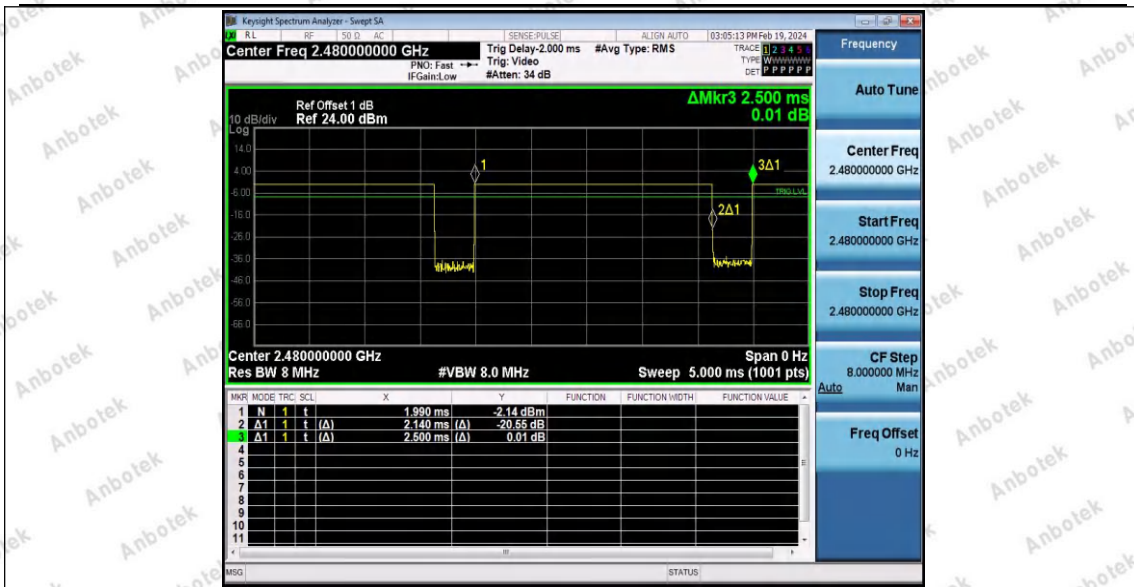 Keysight Spectrum Analyzer - Swept SA
RL RF 50 Ω AC SENSE:PULSE ALIGN AUTO 03:05:13 PM Feb 19, 2024
Center Freq 2.480000000 GHz
PNO: Fast
IFGain:Low
Trig Delay-2.000 ms
Trig: Video
#Atten: 34 dB
#Avg Type: RMS
TRACE 1 2 3 4 5 6
TYPE WWWWWW
DET P P P P P P
Frequency
ΔMkr3 2.500 ms
0.01 dB
Ref Offset 1 dB
10 dB/div Ref 24.00 dBm
Log
14.0
4.00
-6.00
-16.0
-26.0
-36.0
-46.0
-56.0
-66.0
1
2Δ1
3Δ1
TRIG LVL
Center 2.480000000 GHz Span 0 Hz
Res BW 8 MHz #VBW 8.0 MHz Sweep 5.000 ms (1001 pts)
MKR MODE TRC SCL X Y FUNCTION FUNCTION WIDTH FUNCTION VALUE
1 N 1 t 1.990 ms -2.14 dBm
2 Δ1 1 t (Δ) 2.140 ms (Δ) -20.55 dB
3 Δ1 1 t (Δ) 2.500 ms (Δ) 0.01 dB
4
5
6
7
8
9
10
11
MSG STATUS
Auto Tune
Center Freq
2.480000000 GHz
Start Freq
2.480000000 GHz
Stop Freq
2.480000000 GHz
CF Step
8.000000 MHz
Auto Man
Freq Offset
0 Hz
Anbotek